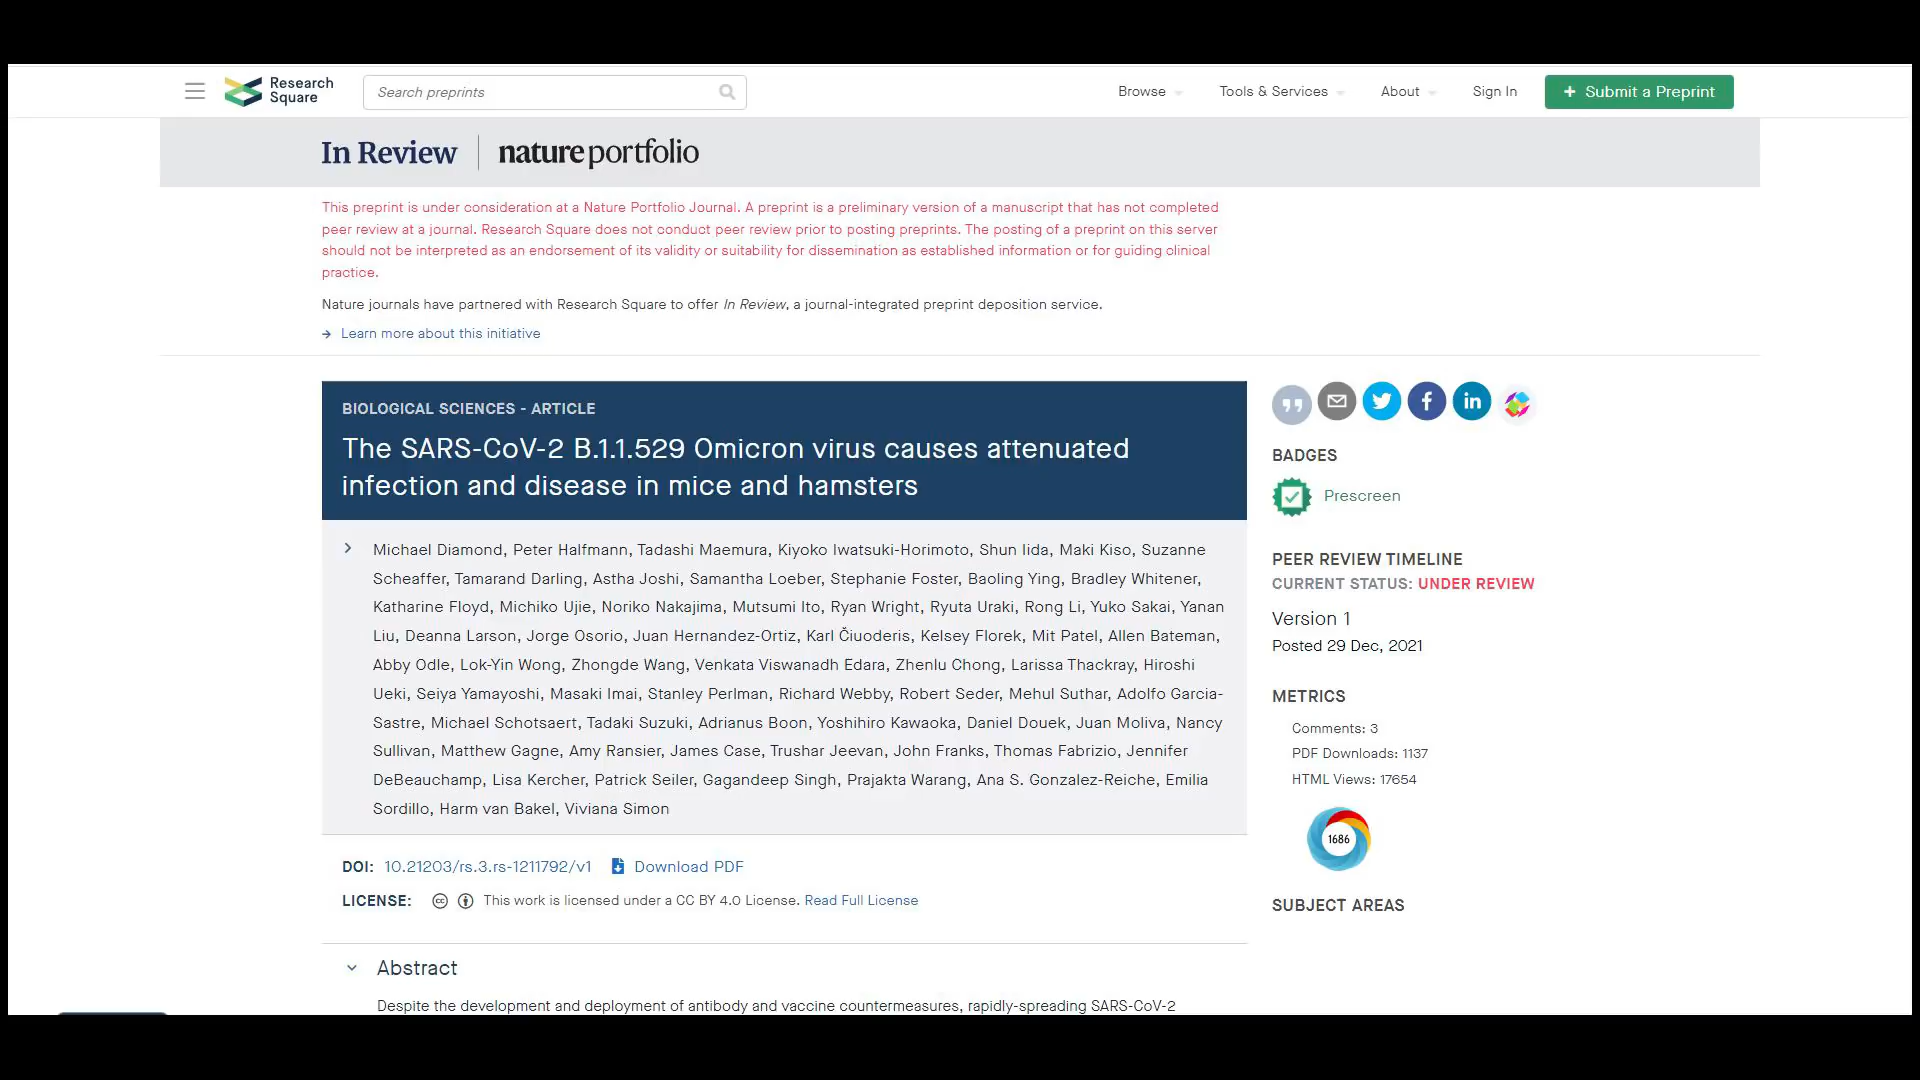 Research
Square
Search preprints
Browse
Tools & Services
About
Sign In
+ Submit a Preprint
In Review | nature portfolio
This preprint is under consideration at a Nature Portfolio Journal. A preprint is a preliminary version of a manuscript that has not completed
peer review at a journal. Research Square does not conduct peer review prior to posting preprints. The posting of a preprint on this server
should not be interpreted as an endorsement of its validity or suitability for dissemination as established information or for guiding clinical
practice.
Nature journals have partnered with Research Square to offer In Review, a journal-integrated preprint deposition service.
→ Learn more about this initiative
BIOLOGICAL SCIENCES - ARTICLE
The SARS-CoV-2 B.1.1.529 Omicron virus causes attenuated
infection and disease in mice and hamsters
Michael Diamond, Peter Halfmann, Tadashi Maemura, Kiyoko Iwatsuki-Horimoto, Shun Iida, Maki Kiso, Suzanne
Scheaffer, Tamarand Darling, Astha Joshi, Samantha Loeber, Stephanie Foster, Baoling Ying, Bradley Whitener,
Katharine Floyd, Michiko Ujie, Noriko Nakajima, Mutsumi Ito, Ryan Wright, Ryuta Uraki, Rong Li, Yuko Sakai, Yanan
Liu, Deanna Larson, Jorge Osorio, Juan Hernandez-Ortiz, Karl Čiuoderis, Kelsey Florek, Mit Patel, Allen Bateman,
Abby Odle, Lok-Yin Wong, Zhongde Wang, Venkata Viswanadh Edara, Zhenlu Chong, Larissa Thackray, Hiroshi
Ueki, Seiya Yamayoshi, Masaki Imai, Stanley Perlman, Richard Webby, Robert Seder, Mehul Suthar, Adolfo Garcia-
Sastre, Michael Schotsaert, Tadaki Suzuki, Adrianus Boon, Yoshihiro Kawaoka, Daniel Douek, Juan Moliva, Nancy
Sullivan, Matthew Gagne, Amy Ransier, James Case, Trushar Jeevan, John Franks, Thomas Fabrizio, Jennifer
DeBeauchamp, Lisa Kercher, Patrick Seiler, Gagandeep Singh, Prajakta Warang, Ana S. Gonzalez-Reiche, Emilia
Sordillo, Harm van Bakel, Viviana Simon
DOI: 10.21203/rs.3.rs-1211792/v1 Download PDF
LICENSE: This work is licensed under a CC BY 4.0 License. Read Full License
Abstract
Despite the development and deployment of antibody and vaccine countermeasures, rapidly-spreading SARS-CoV-2
BADGES
Prescreen
PEER REVIEW TIMELINE
CURRENT STATUS: UNDER REVIEW
Version 1
Posted 29 Dec, 2021
METRICS
Comments: 3
PDF Downloads: 1137
HTML Views: 17654
1686
SUBJECT AREAS